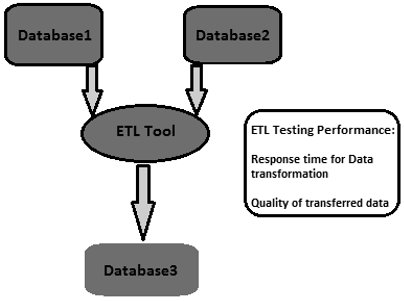 Database1
Database2
ETL Tool
ETL Testing Performance:
Response time for Data
transformation
Quality of transferred data
Database3